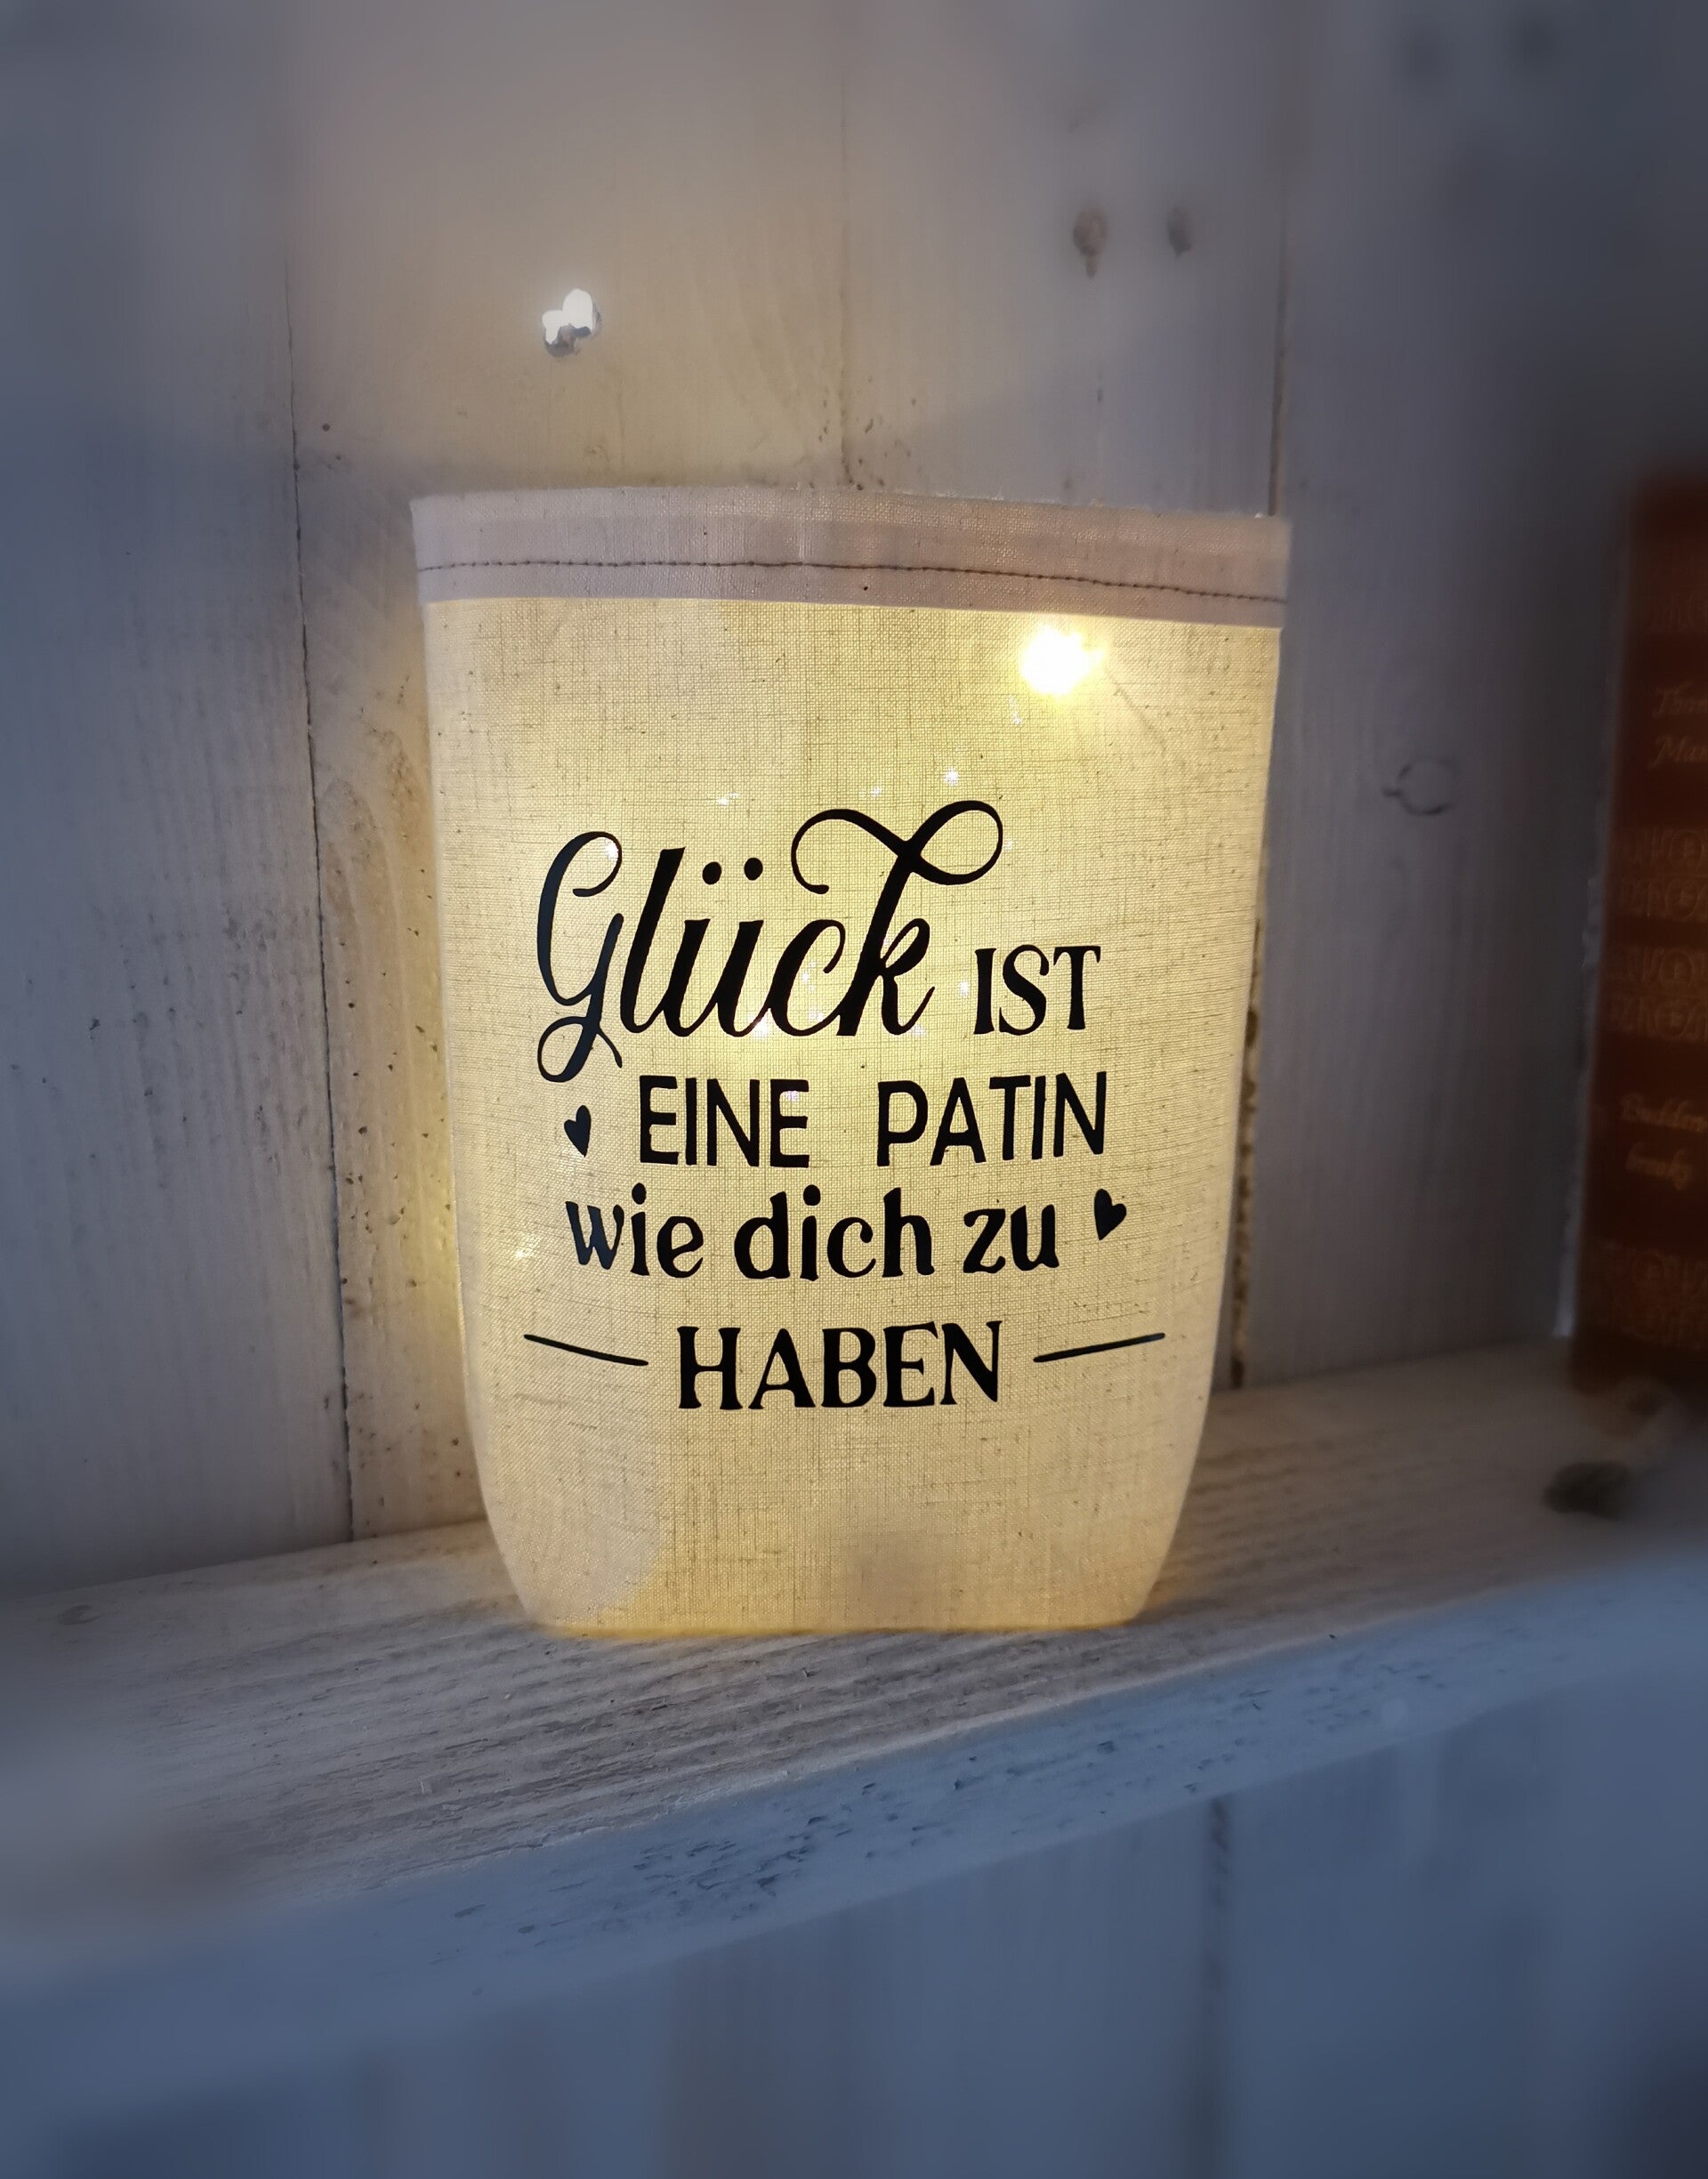 Glück IST
EINE PATIN
wie dich zu
HABEN